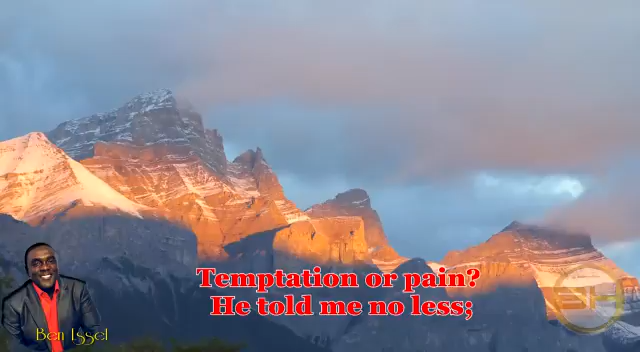 Temptation or pain?
He told me no less;
Ben Issel